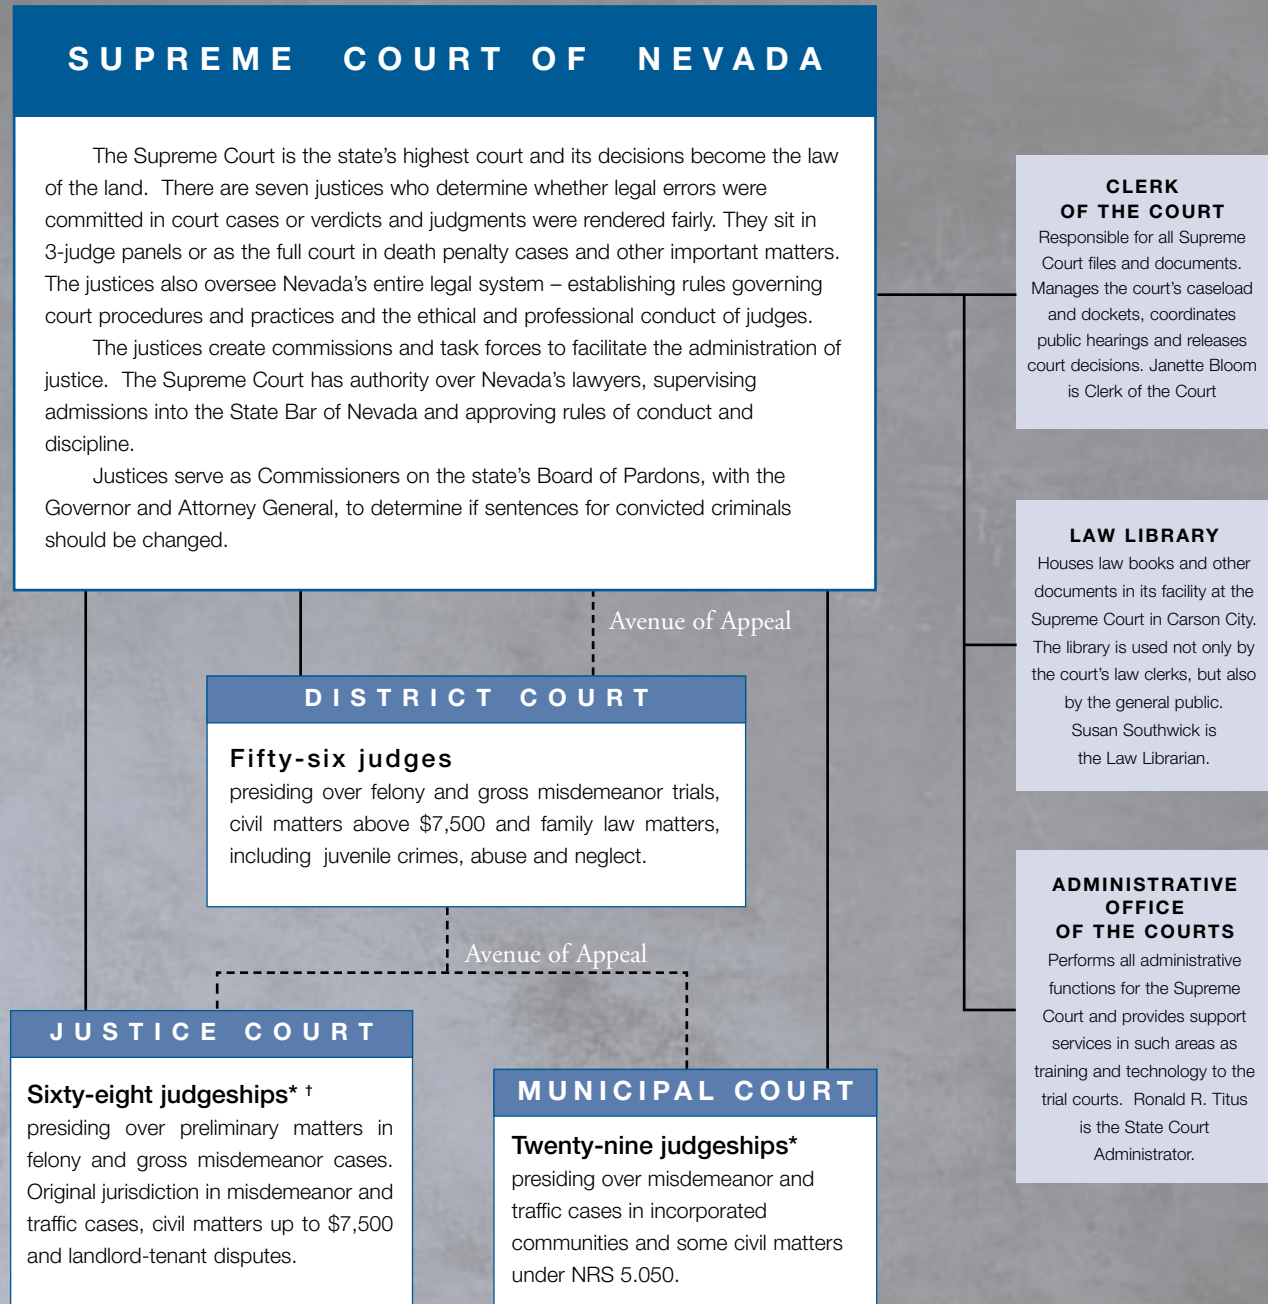 SUPREME COURT OF NEVADA
The Supreme Court is the state’s highest court and its decisions become the law
of the land. There are seven justices who determine whether legal errors were
committed in court cases or verdicts and judgments were rendered fairly. They sit in
3-judge panels or as the full court in death penalty cases and other important matters.
The justices also oversee Nevada’s entire legal system – establishing rules governing
court procedures and practices and the ethical and professional conduct of judges.
The justices create commissions and task forces to facilitate the administration of
justice. The Supreme Court has authority over Nevada’s lawyers, supervising
admissions into the State Bar of Nevada and approving rules of conduct and
discipline.
Justices serve as Commissioners on the state’s Board of Pardons, with the
Governor and Attorney General, to determine if sentences for convicted criminals
should be changed.
CLERK
OF THE COURT
Responsible for all Supreme
Court files and documents.
Manages the court’s caseload
and dockets, coordinates
public hearings and releases
court decisions. Janette Bloom
is Clerk of the Court
LAW LIBRARY
Houses law books and other
documents in its facility at the
Supreme Court in Carson City.
The library is used not only by
the court’s law clerks, but also
by the general public.
Susan Southwick is
the Law Librarian.
ADMINISTRATIVE
OFFICE
OF THE COURTS
Performs all administrative
functions for the Supreme
Court and provides support
services in such areas as
training and technology to the
trial courts. Ronald R. Titus
is the State Court
Administrator.
Avenue of Appeal
DISTRICT COURT
Fifty-six judges
presiding over felony and gross misdemeanor trials,
civil matters above $7,500 and family law matters,
including juvenile crimes, abuse and neglect.
Avenue of Appeal
JUSTICE COURT
Sixty-eight judgeships* †
presiding over preliminary matters in
felony and gross misdemeanor cases.
Original jurisdiction in misdemeanor and
traffic cases, civil matters up to $7,500
and landlord-tenant disputes.
MUNICIPAL COURT
Twenty-nine judgeships*
presiding over misdemeanor and
traffic cases in incorporated
communities and some civil matters
under NRS 5.050.